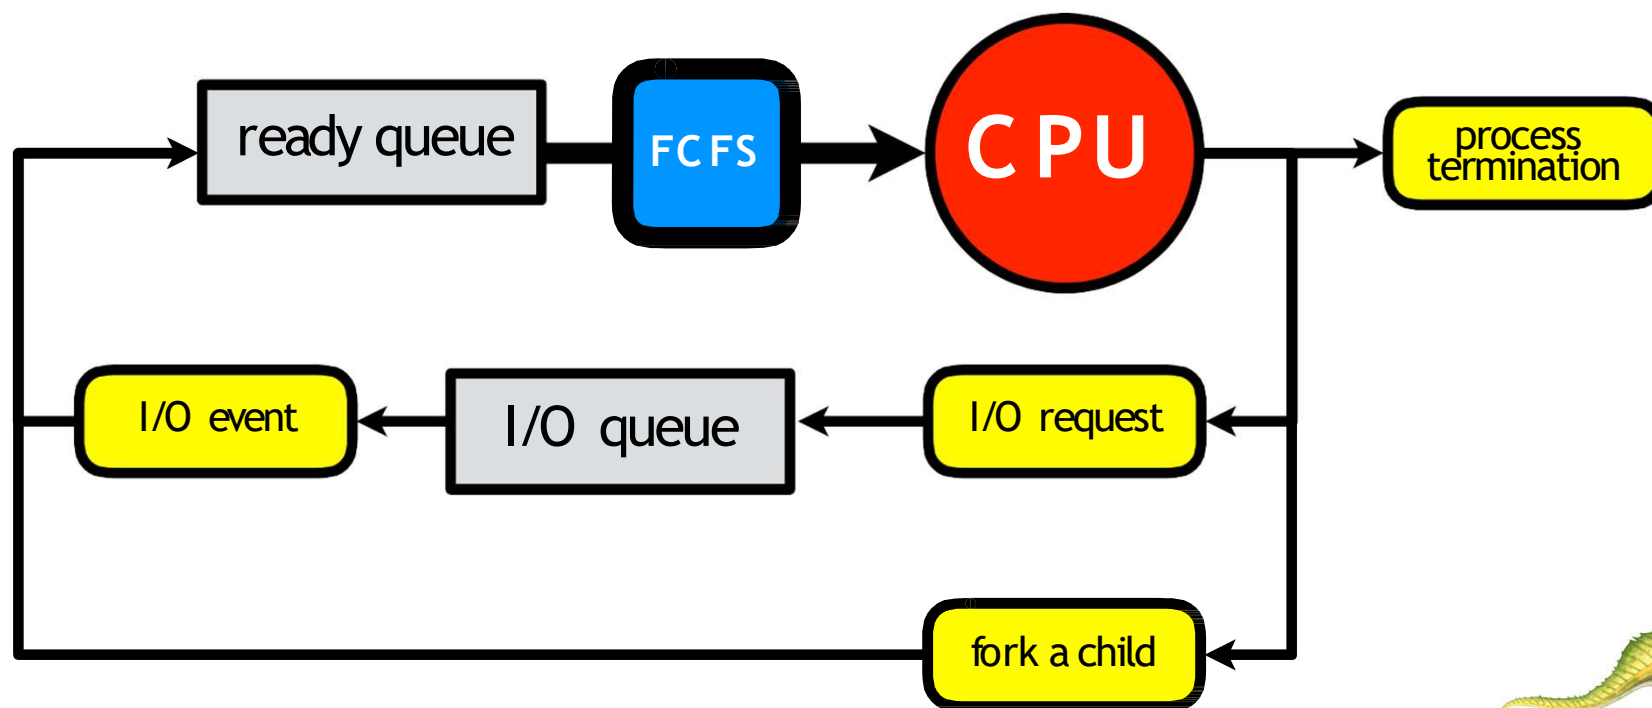 ready queue
FCFS
CPU
process
termination
I/O event
I/O queue
I/O request
fork a child